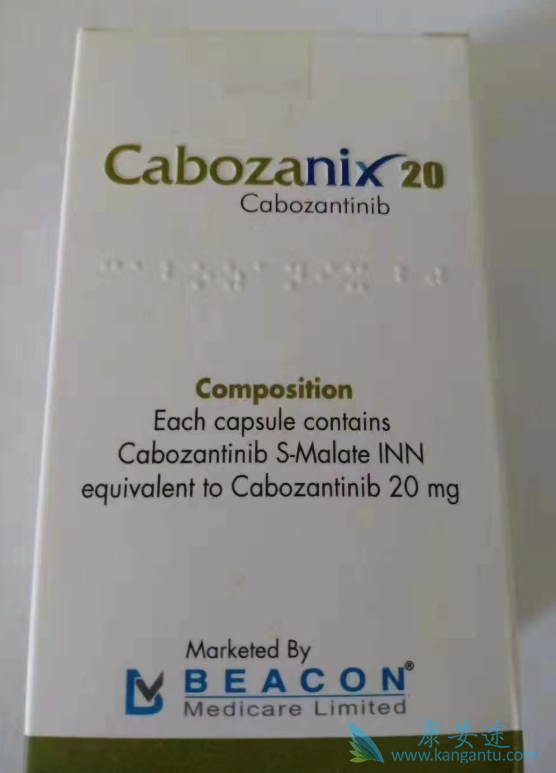 Cabozanix 20
Cabozantinib
Composition
Each capsule contains
Cabozantinib S-Malate INN
equivalent to Cabozantinib 20 mg
Marketed By
BEACON®
Medicare Limited
康安途
www.kangantu.com